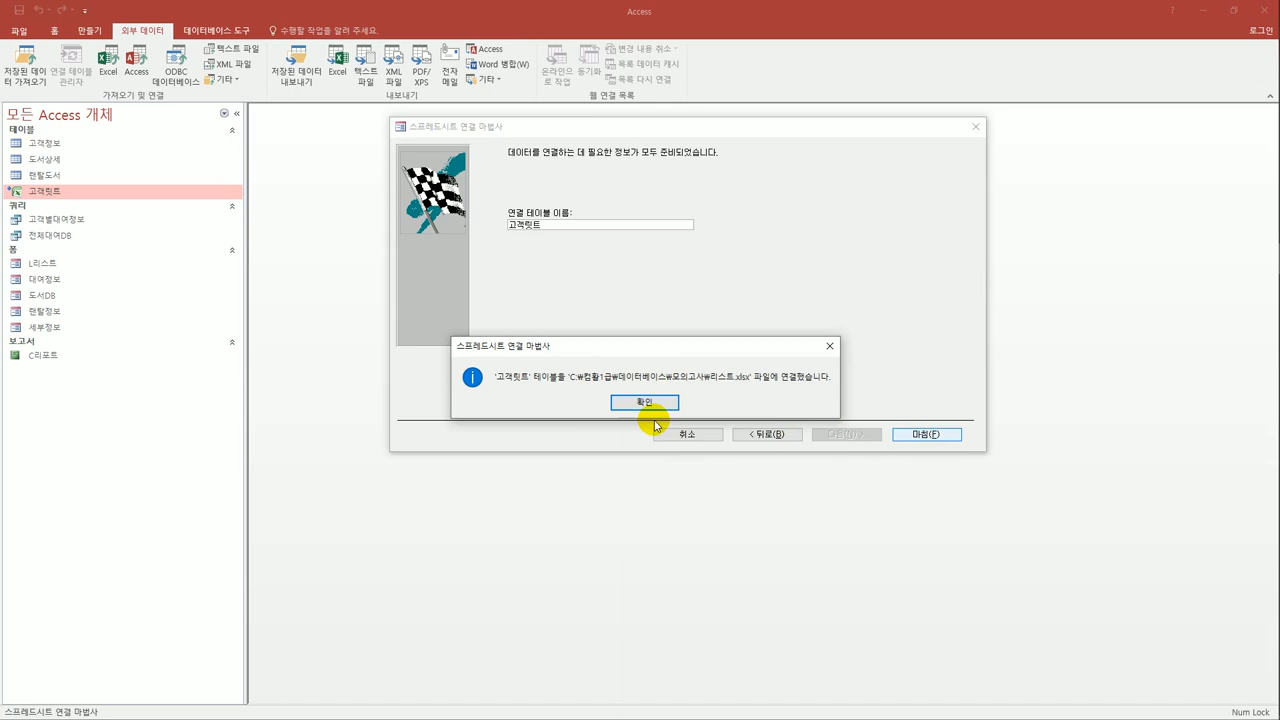 Access
파일 홈 만들기 외부 데이터 데이터베이스 도구 수행할 작업을 알려 주세요. 로그인
저장된 데이터 가져오기
연결 테이블 관리자
Excel
Access
ODBC 데이터베이스
텍스트 파일
XML 파일
기타
가져오기 및 연결
저장된 데이터 내보내기
Excel
텍스트 파일
XML 파일
PDF/XPS
전자 메일
Access
Word 병합(W)
기타
내보내기
온라인으로 작업
동기화
변경 내용 취소
목록 데이터 캐시
목록 다시 연결
웹 연결 목록
모든 Access 개체
테이블
고객정보
도서상세
렌탈도서
고객릿트
쿼리
고객별대여정보
전체대여DB
폼
L리스트
대여정보
도서DB
렌탈정보
세부정보
보고서
C리포트
스프레드시트 연결 마법사
데이터를 연결하는 데 필요한 정보가 모두 준비되었습니다.
연결 테이블 이름:
고객릿트
스프레드시트 연결 마법사
'고객릿트' 테이블을 'C:₩컴활1급₩데이터베이스₩모의고사₩리스트.xlsx' 파일에 연결했습니다.
확인
취소 < 뒤로(B) 다음(N) > 마침(F)
스프레드시트 연결 마법사 Num Lock